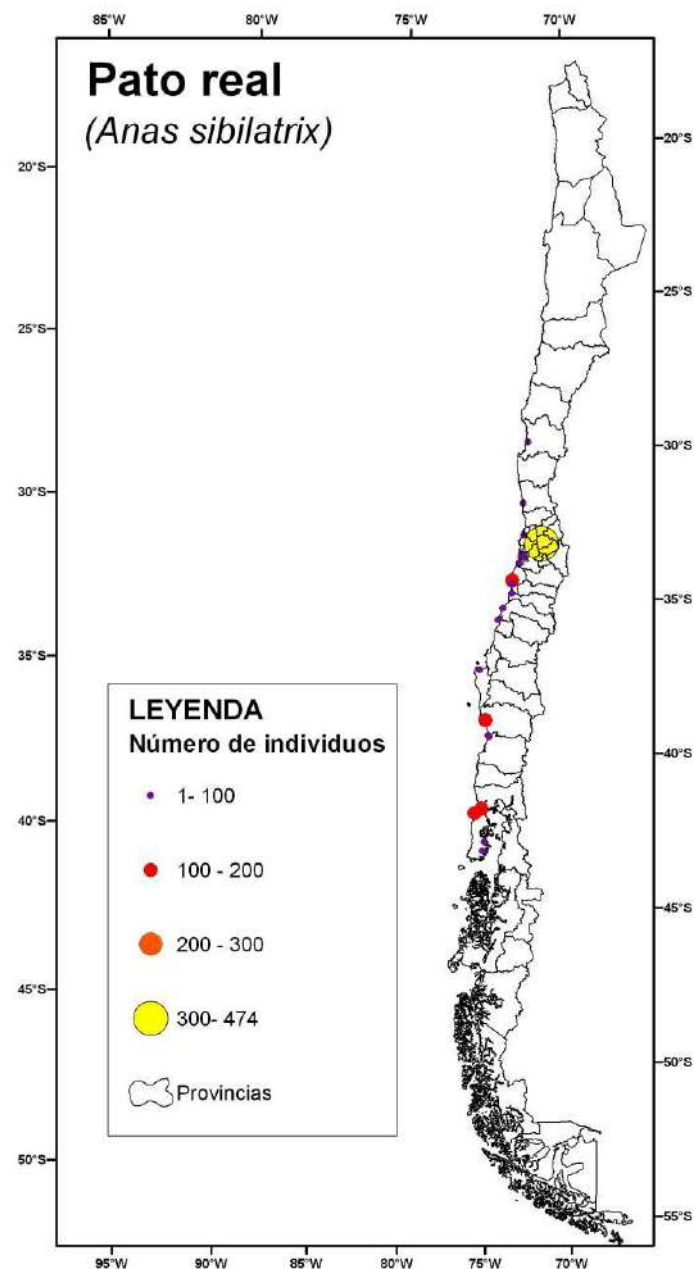 85°W 80°W 75°W 70°W
Pato real
(Anas sibilatrix)
20°S
20°S
25°S
25°S
30°S
30°S
35°S
35°S
LEYENDA
Número de individuos
1- 100
40°S
40°S
100 - 200
45°S
200 - 300
45°S
300- 474
50°S
Provincias
50°S
55°S
95°W 90°W 85°W 80°W 75°W 70°W